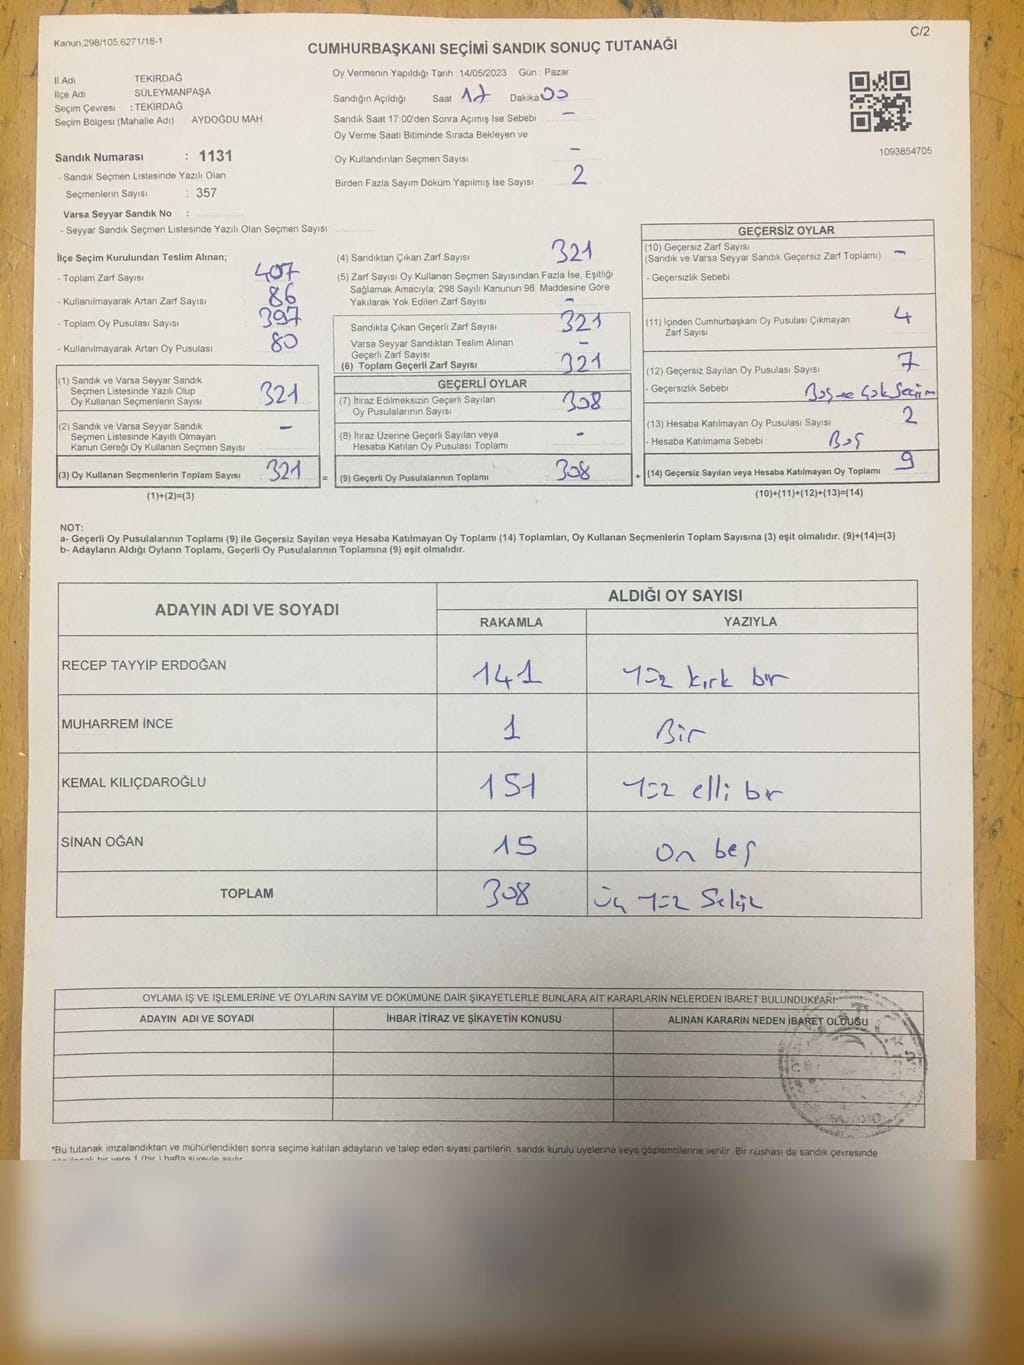 Kanun.298/105.6271/18-1
C/2
CUMHURBAŞKANI SEÇİMİ SANDIK SONUÇ TUTANAĞI
İl Adı TEKİRDAĞ
İlçe Adı : SÜLEYMANPAŞA
Seçim Çevresi : TEKİRDAĞ
Seçim Bölgesi (Mahalle Adı) : AYDOĞDU MAH.
Sandık Numarası : 1131
- Sandık Seçmen Listesinde Yazılı Olan
Seçmenlerin Sayısı : 357
Varsa Seyyar Sandık No :
- Seyyar Sandık Seçmen Listesinde Yazılı Olan Seçmen Sayısı
Oy Vermenin Yapıldığı Tarih :14/05/2023 Gün : Pazar
Sandığın Açıldığı Saat 17 Dakika 00
Sandık Saat 17:00'den Sonra Açımış İse Sebebi –
Oy Verme Saati Bitiminde Sırada Bekleyen ve
Oy Kullandırılan Seçmen Sayısı –
Birden Fazla Sayım Döküm Yapılmış İse Sayısı 2
1093854705
İlçe Seçim Kurulundan Teslim Alınan;
- Toplam Zarf Sayısı : 407
- Kullanılmayarak Artan Zarf Sayısı : 86
- Toplam Oy Pusulası Sayısı : 397
- Kullanılmayarak Artan Oy Pusulası : 80
(1) Sandık ve Varsa Seyyar Sandık
Seçmen Listesinde Yazılı Olup
Oy Kullanan Seçmenlerin Sayısı 321
(2) Sandık ve Varsa Seyyar Sandık
Seçmen Listesinde Kayıtlı Olmayan
Kanun Gereği Oy Kullanan Seçmen Sayısı –
(3) Oy Kullanan Seçmenlerin Toplam Sayısı 321
(1)+(2)=(3)
(4) Sandıktan Çıkan Zarf Sayısı 321
(5) Zarf Sayısı Oy Kullanan Seçmen Sayısından Fazla İse, Eşitliği
Sağlamak Amacıyla, 298 Sayılı Kanunun 98. Maddesine Göre
Yakılarak Yok Edilen Zarf Sayısı –
Sandıkta Çıkan Geçerli Zarf Sayısı 321
Varsa Seyyar Sandıktan Teslim Alınan
Geçerli Zarf Sayısı –
(6) Toplam Geçerli Zarf Sayısı 321
GEÇERLİ OYLAR
(7) İtiraz Edilmeksizin Geçerli Sayılan
Oy Pusulalarının Sayısı 308
(8) İtiraz Üzerine Geçerli Sayılan veya
Hesaba Katılan Oy Pusulası Toplamı –
= (9) Geçerli Oy Pusulalarının Toplamı 308 +
GEÇERSİZ OYLAR
(10) Geçersiz Zarf Sayısı
(Sandık ve Varsa Seyyar Sandık Geçersiz Zarf Toplamı) –
- Geçersizlik Sebebi
(11) İçinden Cumhurbaşkanı Oy Pusulası Çıkmayan 4
Zarf Sayısı
(12) Geçersiz Sayılan Oy Pusulası Sayısı 7
- Geçersizlik Sebebi Boş ve Çok Seçim
(13) Hesaba Katılmayan Oy Pusulası Sayısı 2
- Hesaba Katılmama Sebebi Boş
(14) Geçersiz Sayılan veya Hesaba Katılmayan Oy Toplamı 9
(10)+(11)+(12)+(13)=(14)
NOT:
a- Geçerli Oy Pusulalarının Toplamı (9) ile Geçersiz Sayılan veya Hesaba Katılmayan Oy Toplamı (14) Toplamları, Oy Kullanan Seçmenlerin Toplam Sayısına (3) eşit olmalıdır. (9)+(14)=(3)
b- Adayların Aldığı Oyların Toplamı, Geçerli Oy Pusulalarının Toplamına (9) eşit olmalıdır.
ADAYIN ADI VE SOYADI ALDIĞI OY SAYISI
RAKAMLA YAZIYLA
RECEP TAYYİP ERDOĞAN 141 Yüz kırk bir
MUHARREM İNCE 1 Bir
KEMAL KILIÇDAROĞLU 151 Yüz elli bir
SİNAN OĞAN 15 On beş
TOPLAM 308 Üç Yüz Sekiz
OYLAMA İŞ VE İŞLEMLERİNE VE OYLARIN SAYIM VE DÖKÜMÜNE DAİR ŞİKAYETLERLE BUNLARA AİT KARARLARIN NELERDEN İBARET BULUNDUKLARI
ADAYIN ADI VE SOYADI İHBAR İTİRAZ VE ŞİKAYETİN KONUSU ALINAN KARARIN NEDEN İBARET OLDUĞU
*Bu tutanak imzalandıktan ve mühürlendikten sonra seçime katılan adayların ve talep eden siyasi partilerin sandık kurulu üyelerine veya gözlemcilerine verilir. Bir nüshası da sandık çevresinde